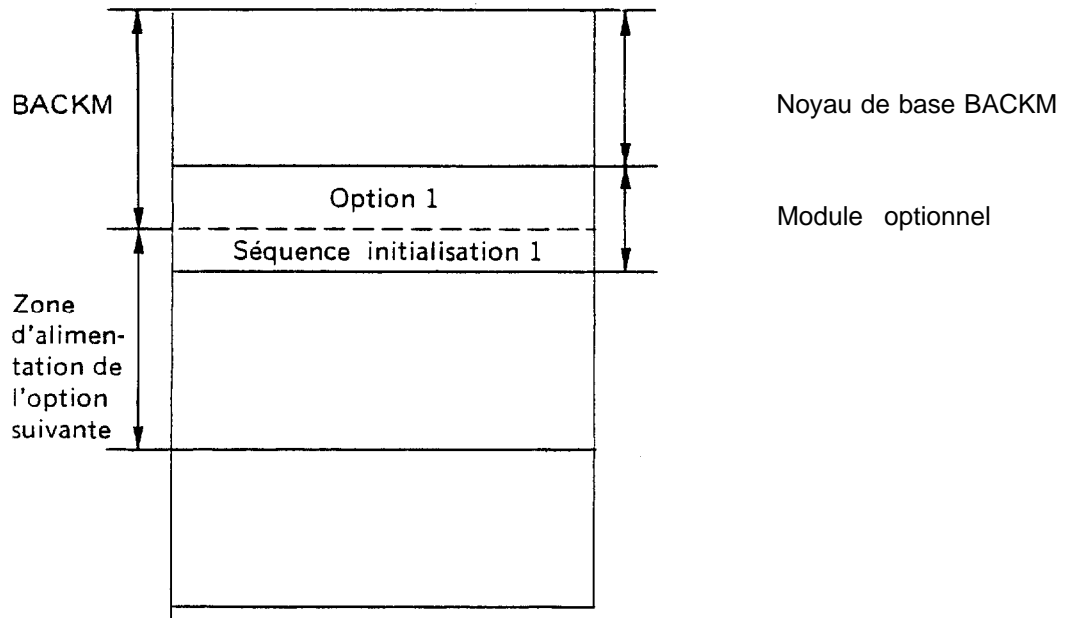 BACKM
Noyau de base BACKM
Option 1
Module optionnel
Séquence initialisation 1
Zone
d'alimen-
tation de
l'option
suivante